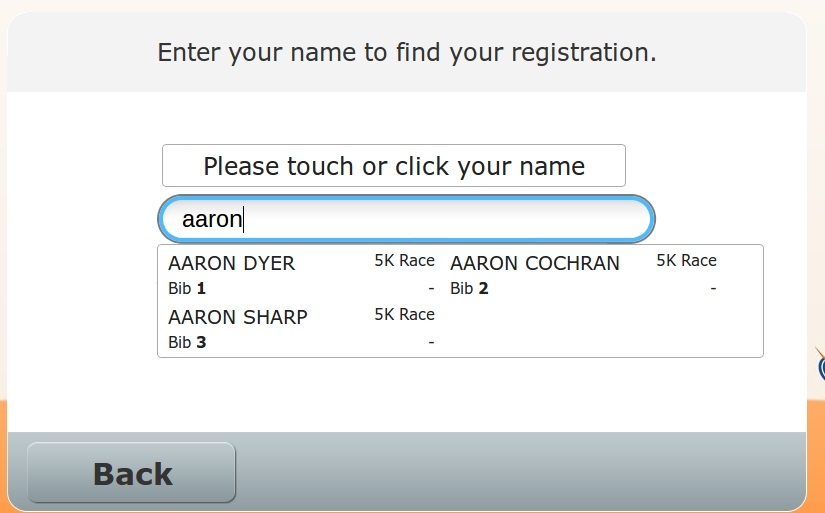 Enter your name to find your registration.
Please touch or click your name
aaron
AARON DYER 5K Race
Bib 1 -
AARON COCHRAN 5K Race
Bib 2 -
AARON SHARP 5K Race
Bib 3 -
Back